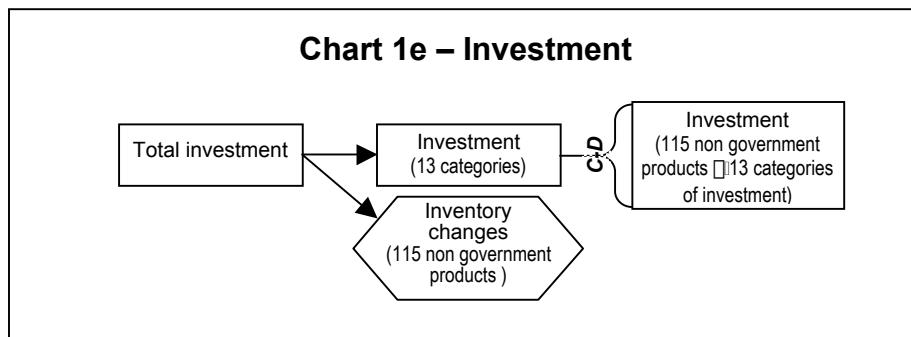 Chart 1e – Investment
Total investment
Investment
(13 categories)
C-D
Investment
(115 non government
products 13 categories
of investment)
Inventory
changes
(115 non government
products )